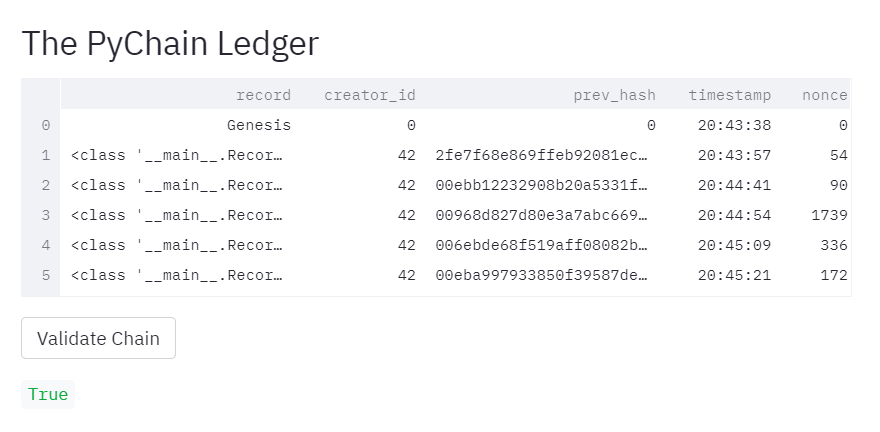 The PyChain Ledger
record creator_id prev_hash timestamp nonce
0 Genesis 0 0 20:43:38 0
1 <class '__main__.Recor… 42 2fe7f68e869ffeb92081ec… 20:43:57 54
2 <class '__main__.Recor… 42 00ebb12232908b20a5331f… 20:44:41 90
3 <class '__main__.Recor… 42 00968d827d80e3a7abc669… 20:44:54 1739
4 <class '__main__.Recor… 42 006ebde68f519aff08082b… 20:45:09 336
5 <class '__main__.Recor… 42 00eba997933850f39587de… 20:45:21 172
Validate Chain
True